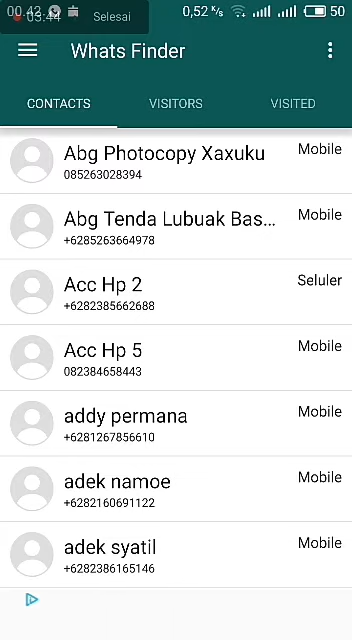 00.43 03:44 Selesai 0,52 ᴷ/s 50
Whats Finder
CONTACTS VISITORS VISITED
Abg Photocopy Xaxuku Mobile
085263028394
Abg Tenda Lubuak Bas... Mobile
+6285263664978
Acc Hp 2 Seluler
+6282385662688
Acc Hp 5 Mobile
082384658443
addy permana Mobile
+6281267856610
adek namoe Mobile
+6282160691122
adek syatil Mobile
+6282386165146